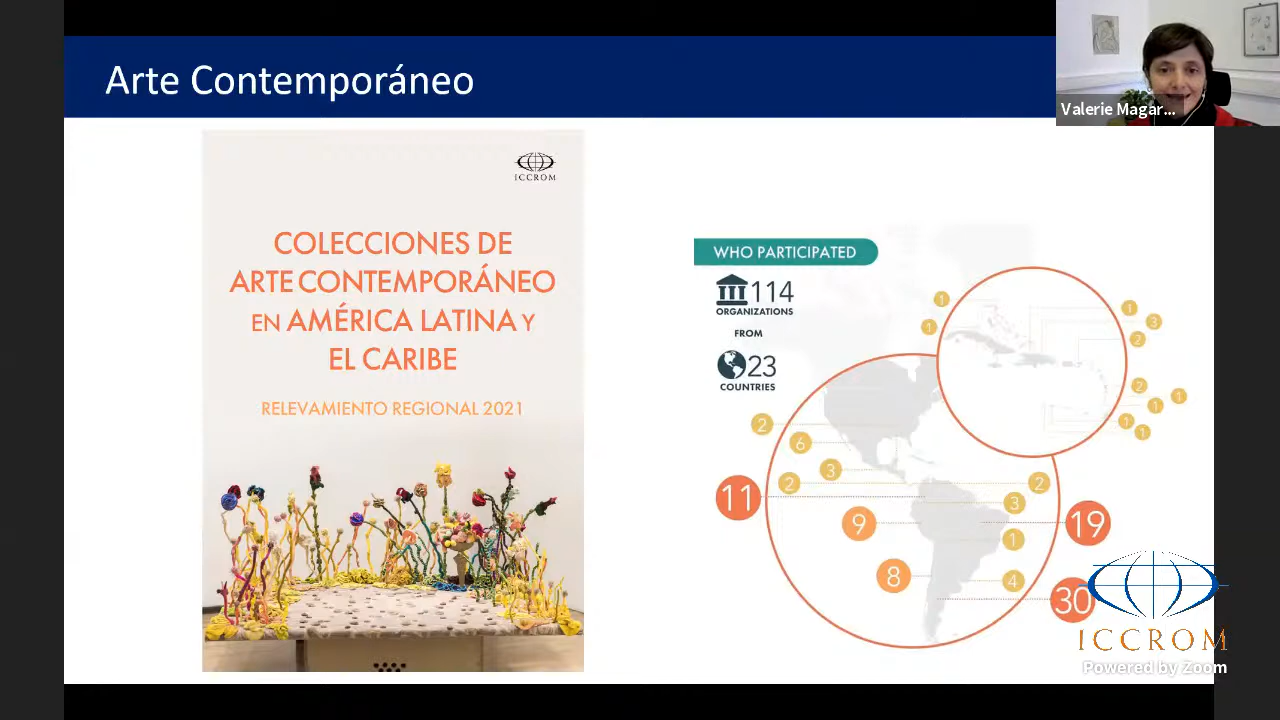 Arte Contemporáneo
Valerie Magar...
ICCROM
COLECCIONES DE
ARTE CONTEMPORÁNEO
EN AMÉRICA LATINA Y
EL CARIBE
RELEVAMIENTO REGIONAL 2021
WHO PARTICIPATED
114
ORGANIZATIONS
FROM
23
COUNTRIES
1
1
1
3
2
2
1
1
1
1
2
6
3
2
2
11
3
9
19
1
8
4
30
ICCROM
Powered by Zoom